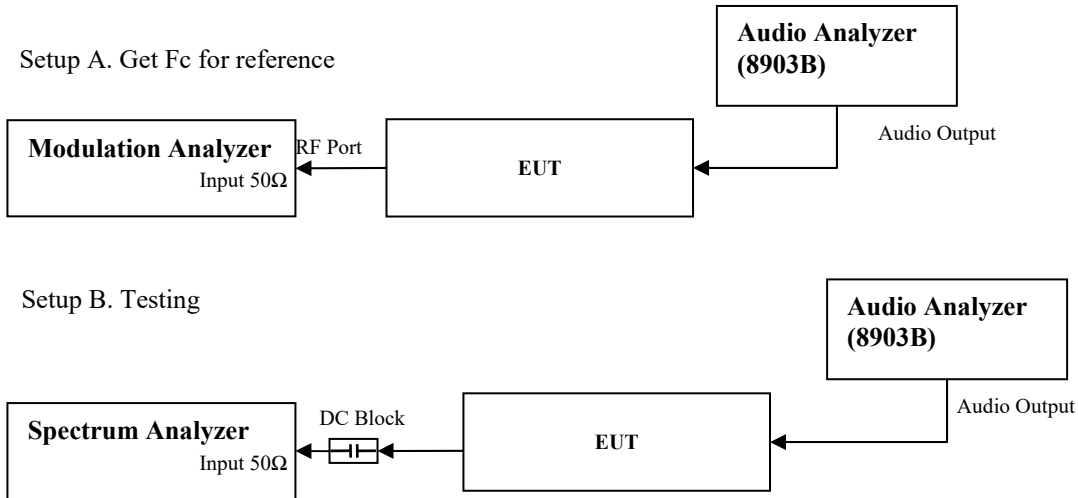 Setup A. Get Fc for reference
Audio Analyzer
(8903B)
Audio Output
Modulation Analyzer
Input 50Ω
RF Port
EUT
Setup B. Testing
Audio Analyzer
(8903B)
Audio Output
Spectrum Analyzer
Input 50Ω
DC Block
EUT